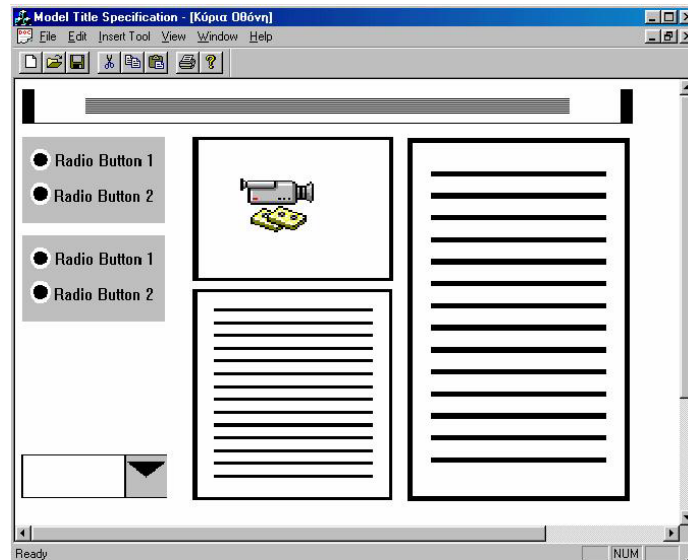 Model Title Specification - [Κύρια Οθόνη]
File Edit Insert Tool View Window Help
Radio Button 1
Radio Button 2
Radio Button 1
Radio Button 2
Ready
NUM